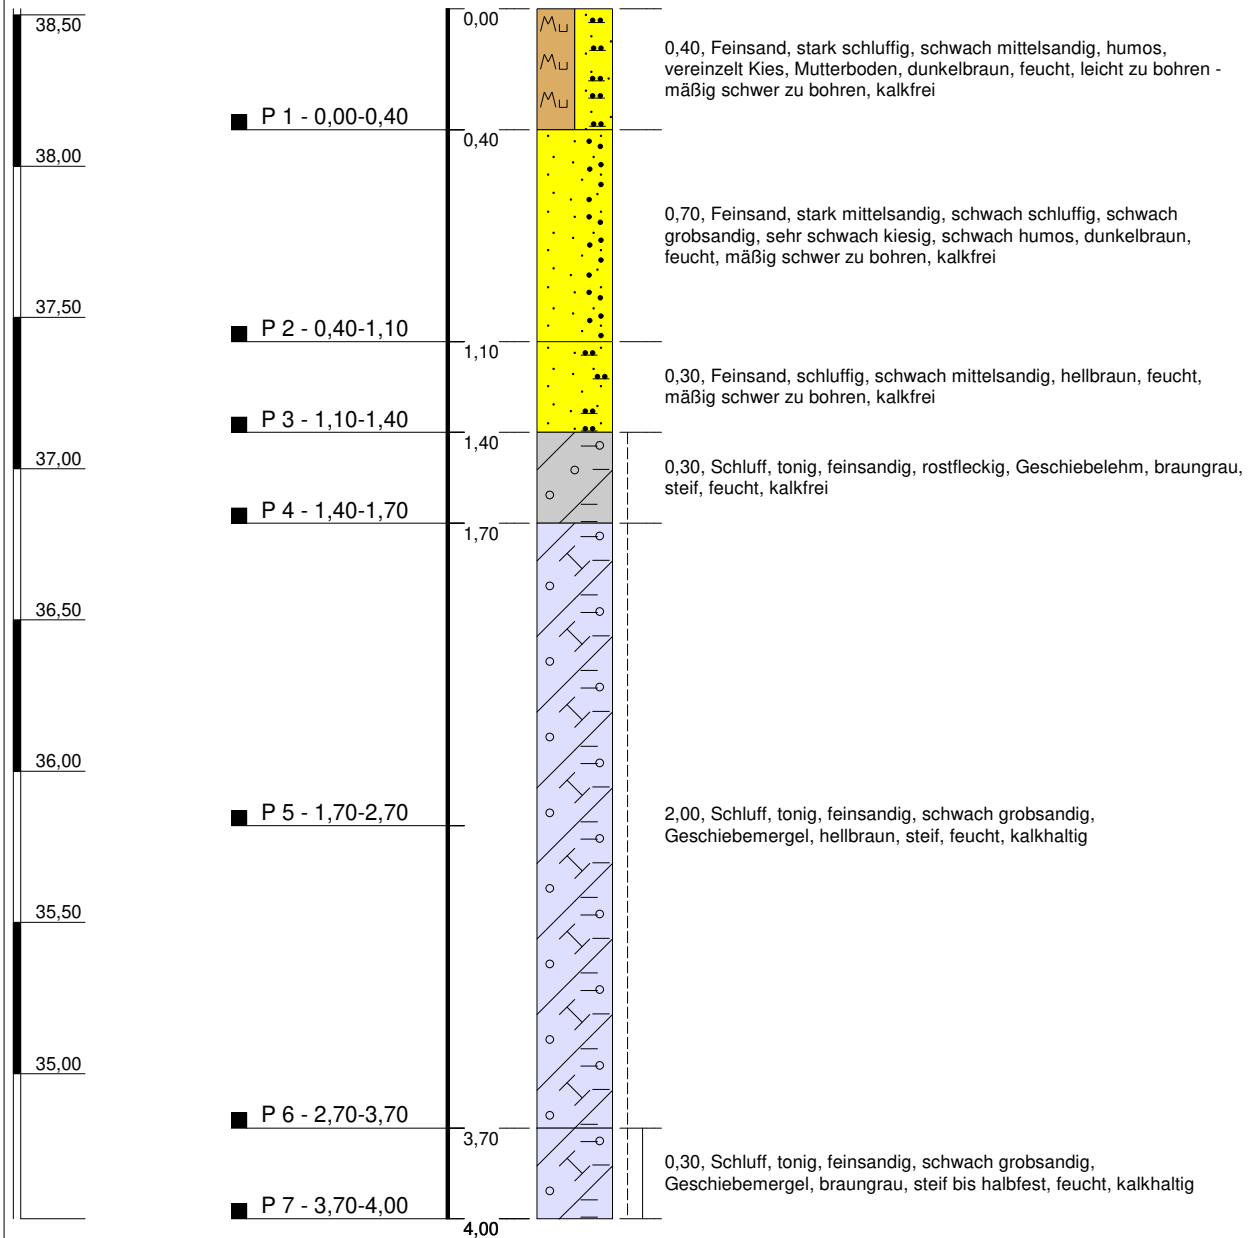 38,50
0,00
0,40, Feinsand, stark schluffig, schwach mittelsandig, humos,
vereinzelt Kies, Mutterboden, dunkelbraun, feucht, leicht zu bohren -
mäßig schwer zu bohren, kalkfrei
Mu
Mu
Mu
P 1 - 0,00-0,40
0,40
38,00
0,70, Feinsand, stark mittelsandig, schwach schluffig, schwach
grobsandig, sehr schwach kiesig, schwach humos, dunkelbraun,
feucht, mäßig schwer zu bohren, kalkfrei
37,50
P 2 - 0,40-1,10
1,10
0,30, Feinsand, schluffig, schwach mittelsandig, hellbraun, feucht,
mäßig schwer zu bohren, kalkfrei
P 3 - 1,10-1,40
1,40
37,00
0,30, Schluff, tonig, feinsandig, rostfleckig, Geschiebelehm, braungrau,
steif, feucht, kalkfrei
P 4 - 1,40-1,70
1,70
36,50
36,00
P 5 - 1,70-2,70
2,00, Schluff, tonig, feinsandig, schwach grobsandig,
Geschiebemergel, hellbraun, steif, feucht, kalkhaltig
35,50
35,00
P 6 - 2,70-3,70
3,70
0,30, Schluff, tonig, feinsandig, schwach grobsandig,
Geschiebemergel, braungrau, steif bis halbfest, feucht, kalkhaltig
P 7 - 3,70-4,00
4,00